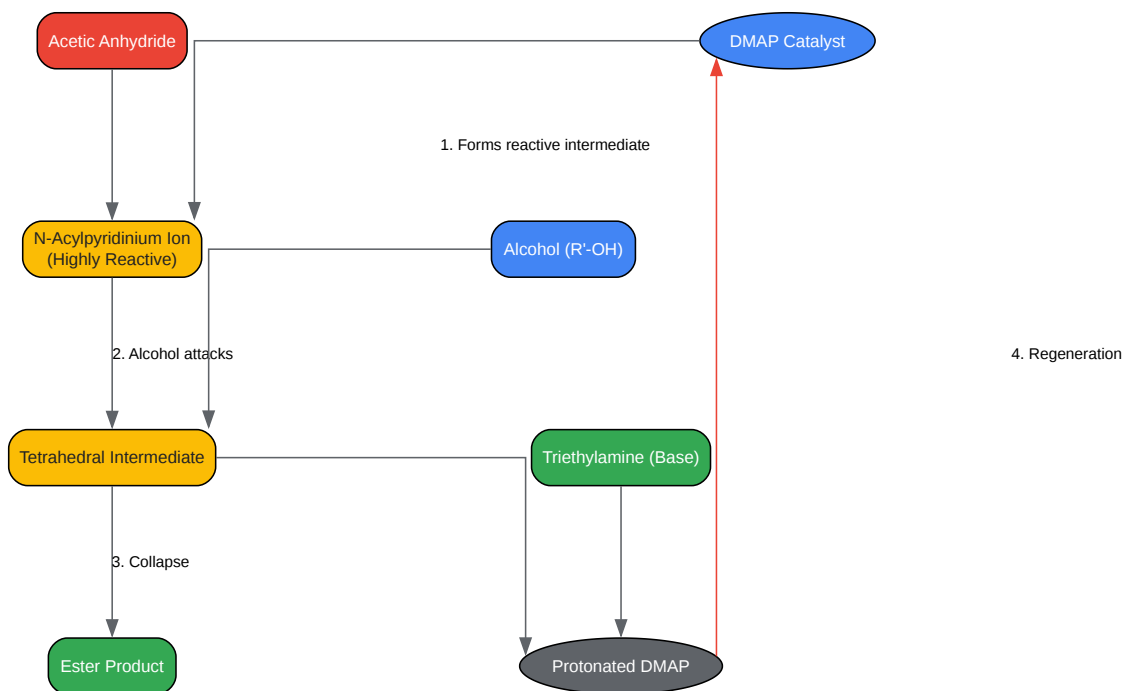 Acetic Anhydride
DMAP Catalyst
1. Forms reactive intermediate
N-Acylpyridinium Ion
(Highly Reactive)
Alcohol (R'-OH)
2. Alcohol attacks
4. Regeneration
Tetrahedral Intermediate
Triethylamine (Base)
3. Collapse
Ester Product
Protonated DMAP